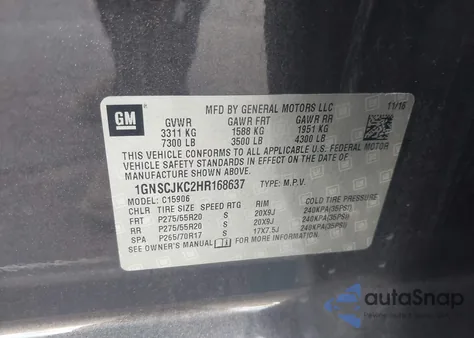 GM
MFD BY GENERAL MOTORS LLC
11/16
GVWR GAWR FRT GAWR RR
3311 KG 1588 KG 1951 KG
7300 LB 3500 LB 4300 LB
THIS VEHICLE CONFORMS TO ALL APPLICABLE U.S. FEDERAL MOTOR
VEHICLE SAFETY STANDARDS IN EFFECT ON THE DATE OF
MANUFACTURE SHOWN ABOVE.
1GNSCJKC2HR168637 TYPE: M.P.V.
MODEL: C15906
CHLR TIRE SIZE SPEED RTG RIM COLD TIRE PRESSURE
FRT P275/55R20 S 20X9J 240KPA(35PSI)
RR P275/55R20 S 20X9J 240KPA(35PSI)
SPA P265/70R17 S 17X7.5J 240KPA(35PSI)
SEE OWNER'S MANUAL
autoSnap